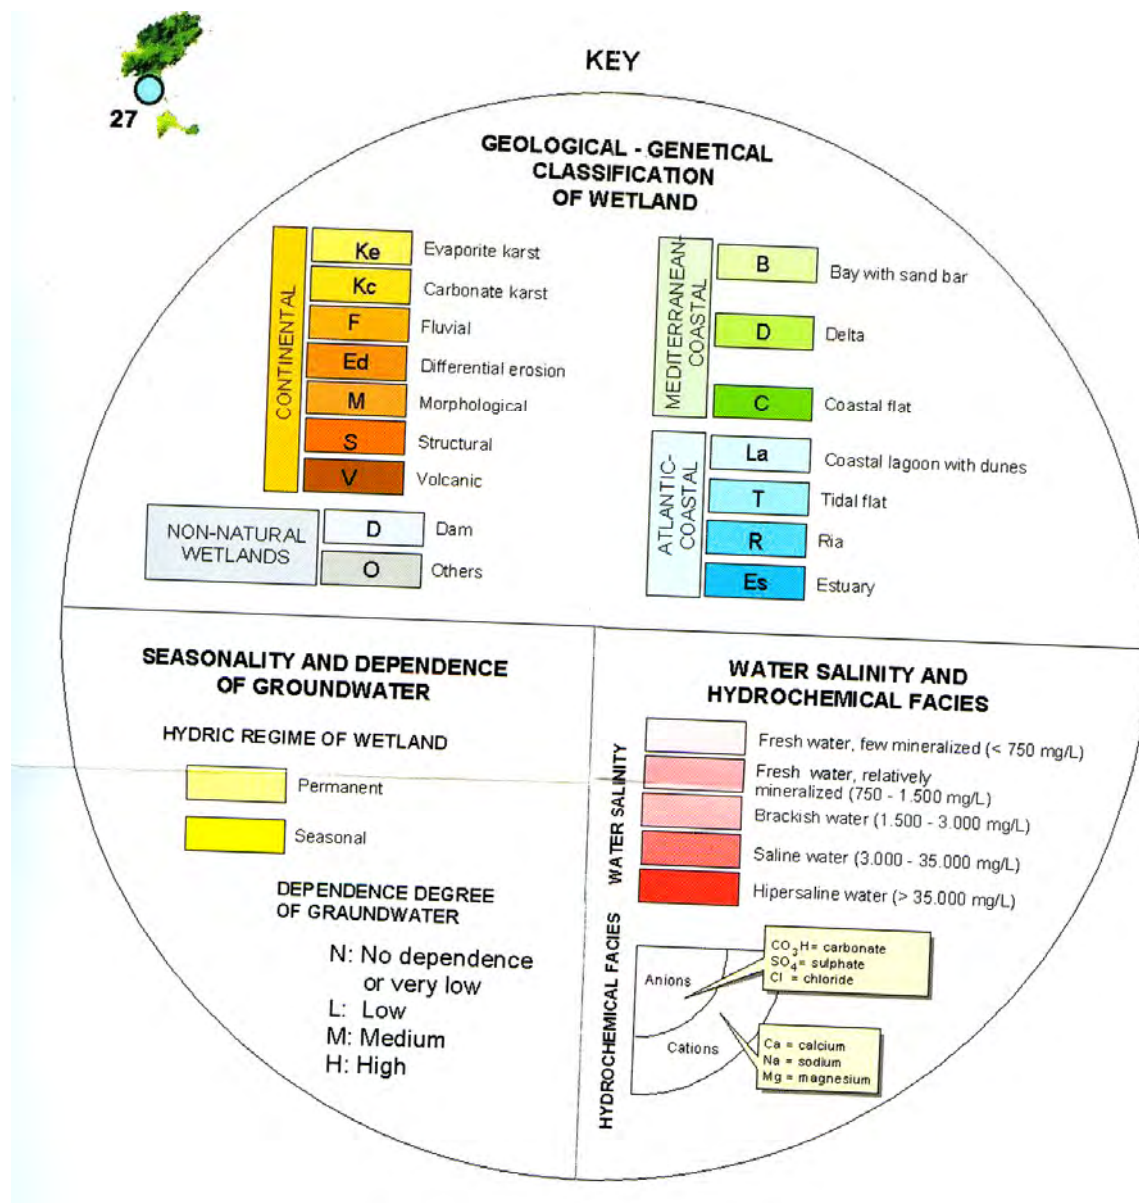 27
KEY
GEOLOGICAL - GENETICAL
CLASSIFICATION
OF WETLAND
CONTINENTAL
Ke Evaporite karst
Kc Carbonate karst
F Fluvial
Ed Differential erosion
M Morphological
S Structural
V Volcanic
NON-NATURAL
WETLANDS
D Dam
O Others
MEDITERRANEAN-
COASTAL
B Bay with sand bar
D Delta
C Coastal flat
ATLANTIC-
COASTAL
La Coastal lagoon with dunes
T Tidal flat
R Ria
Es Estuary
SEASONALITY AND DEPENDENCE
OF GROUNDWATER
HYDRIC REGIME OF WETLAND
Permanent
Seasonal
DEPENDENCE DEGREE
OF GRAUNDWATER
N: No dependence
or very low
L: Low
M: Medium
H: High
WATER SALINITY AND
HYDROCHEMICAL FACIES
WATER SALINITY
Fresh water, few mineralized (< 750 mg/L)
Fresh water, relatively
mineralized (750 - 1.500 mg/L)
Brackish water (1.500 - 3.000 mg/L)
Saline water (3.000 - 35.000 mg/L)
Hipersaline water (> 35.000 mg/L)
HYDROCHEMICAL FACIES
Anions
CO3H= carbonate
SO4= sulphate
Cl = chloride
Cations
Ca = calcium
Na = sodium
Mg = magnesium